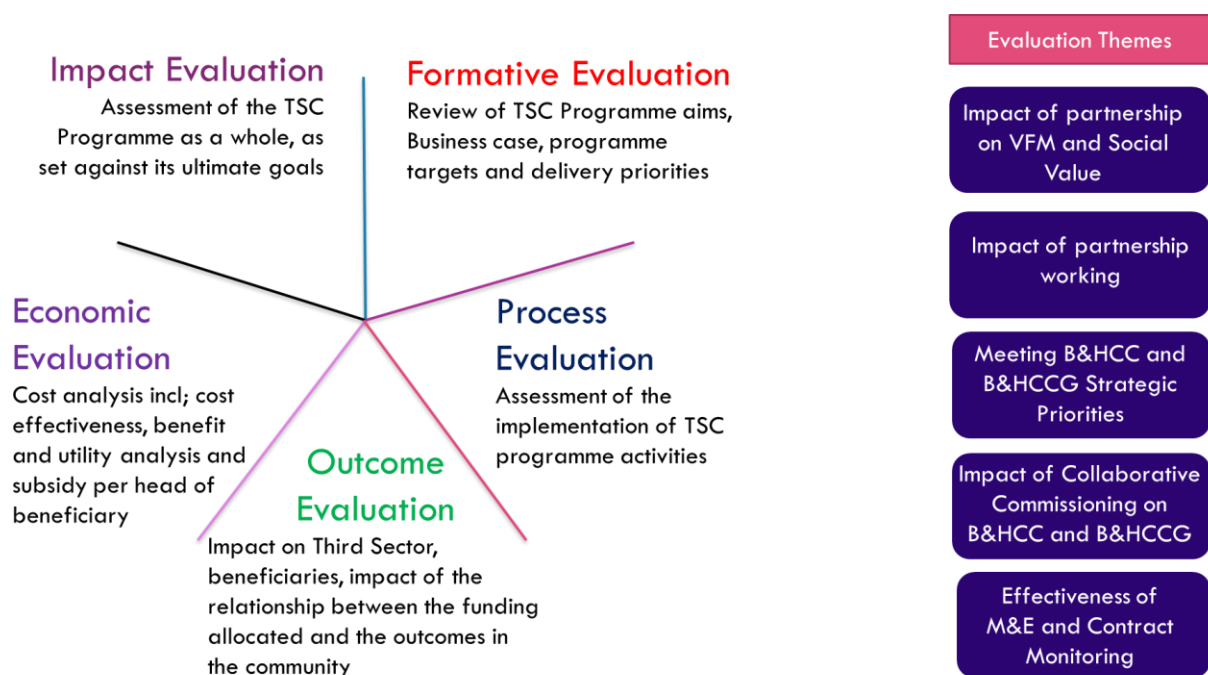 Impact Evaluation
Assessment of the TSC
Programme as a whole, as
set against its ultimate goals
Formative Evaluation
Review of TSC Programme aims,
Business case, programme
targets and delivery priorities
Economic
Evaluation
Cost analysis incl; cost
effectiveness, benefit
and utility analysis and
subsidy per head of
beneficiary
Process
Evaluation
Assessment of the
implementation of TSC
programme activities
Outcome
Evaluation
Impact on Third Sector,
beneficiaries, impact of the
relationship between the funding
allocated and the outcomes in
the community
Evaluation Themes
Impact of partnership
on VFM and Social
Value
Impact of partnership
working
Meeting B&HCC and
B&HCCG Strategic
Priorities
Impact of Collaborative
Commissioning on
B&HCC and B&HCCG
Effectiveness of
M&E and Contract
Monitoring